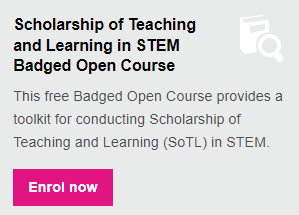 Scholarship of Teaching
and Learning in STEM
Badged Open Course
This free Badged Open Course provides a
toolkit for conducting Scholarship of
Teaching and Learning (SoTL) in STEM.
Enrol now